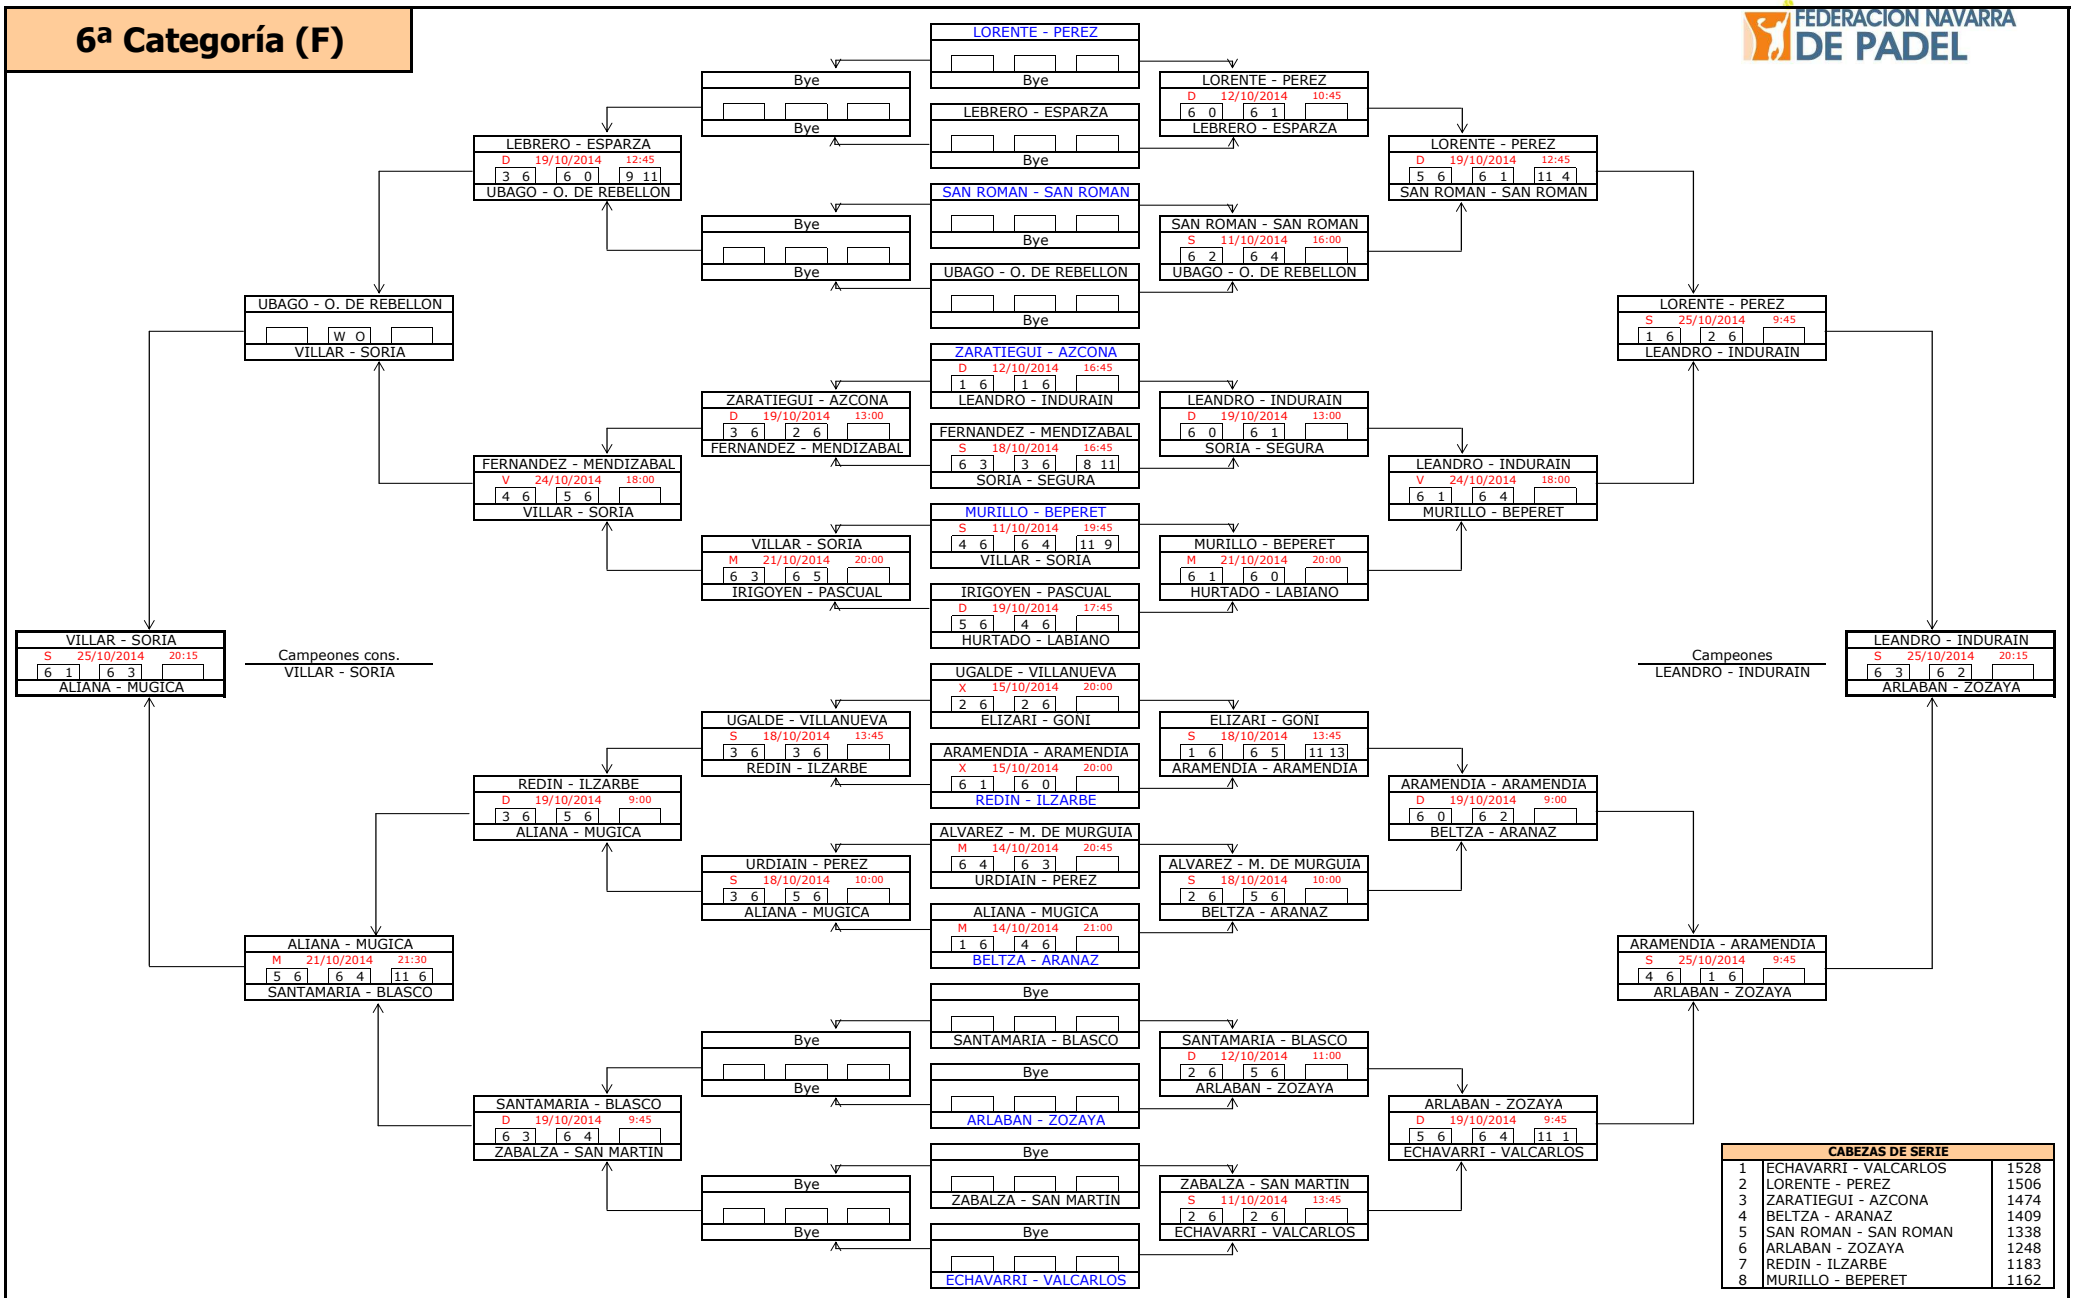 6ª Categoría (F)
FEDERACION NAVARRA
DE PADEL
VILLAR - SORIA
S 25/10/2014 20:15
6 1 6 3
ALIANA - MUGICA
Campeones cons.
VILLAR - SORIA
UBAGO - O. DE REBELLON
W O
VILLAR - SORIA
ALIANA - MUGICA
M 21/10/2014 21:30
5 6 6 4 11 6
SANTAMARIA - BLASCO
LEBRERO - ESPARZA
D 19/10/2014 12:45
3 6 6 0 9 11
UBAGO - O. DE REBELLON
FERNANDEZ - MENDIZABAL
V 24/10/2014 18:00
4 6 5 6
VILLAR - SORIA
REDIN - ILZARBE
D 19/10/2014 9:00
3 6 5 6
ALIANA - MUGICA
SANTAMARIA - BLASCO
D 19/10/2014 9:45
6 3 6 4
ZABALZA - SAN MARTIN
Bye
Bye
Bye
Bye
ZARATIEGUI - AZCONA
D 19/10/2014 13:00
3 6 2 6
FERNANDEZ - MENDIZABAL
VILLAR - SORIA
M 21/10/2014 20:00
6 3 6 5
IRIGOYEN - PASCUAL
UGALDE - VILLANUEVA
S 18/10/2014 13:45
3 6 3 6
REDIN - ILZARBE
URDIAIN - PEREZ
S 18/10/2014 10:00
3 6 5 6
ALIANA - MUGICA
Bye
Bye
Bye
Bye
LORENTE - PEREZ
Bye
LEBRERO - ESPARZA
Bye
SAN ROMAN - SAN ROMAN
Bye
UBAGO - O. DE REBELLON
Bye
ZARATIEGUI - AZCONA
D 12/10/2014 16:45
1 6 1 6
LEANDRO - INDURAIN
FERNANDEZ - MENDIZABAL
S 18/10/2014 16:45
6 3 3 6 8 11
SORIA - SEGURA
MURILLO - BEPERET
S 11/10/2014 19:45
4 6 6 4 11 9
VILLAR - SORIA
IRIGOYEN - PASCUAL
D 19/10/2014 17:45
5 6 4 6
HURTADO - LABIANO
UGALDE - VILLANUEVA
X 15/10/2014 20:00
2 6 2 6
ELIZARI - GOÑI
ARAMENDIA - ARAMENDIA
X 15/10/2014 20:00
6 1 6 0
REDIN - ILZARBE
ALVAREZ - M. DE MURGUIA
M 14/10/2014 20:45
6 4 6 3
URDIAIN - PEREZ
ALIANA - MUGICA
M 14/10/2014 21:00
1 6 4 6
BELTZA - ARANAZ
Bye
SANTAMARIA - BLASCO
Bye
ARLABAN - ZOZAYA
Bye
ZABALZA - SAN MARTIN
Bye
ECHAVARRI - VALCARLOS
LORENTE - PEREZ
D 12/10/2014 10:45
6 0 6 1
LEBRERO - ESPARZA
SAN ROMAN - SAN ROMAN
S 11/10/2014 16:00
6 2 6 4
UBAGO - O. DE REBELLON
LEANDRO - INDURAIN
D 19/10/2014 13:00
6 0 6 1
SORIA - SEGURA
MURILLO - BEPERET
M 21/10/2014 20:00
6 1 6 0
HURTADO - LABIANO
ELIZARI - GOÑI
S 18/10/2014 13:45
1 6 6 5 11 13
ARAMENDIA - ARAMENDIA
ALVAREZ - M. DE MURGUIA
S 18/10/2014 10:00
2 6 5 6
BELTZA - ARANAZ
SANTAMARIA - BLASCO
D 12/10/2014 11:00
2 6 5 6
ARLABAN - ZOZAYA
ZABALZA - SAN MARTIN
S 11/10/2014 13:45
2 6 2 6
ECHAVARRI - VALCARLOS
LORENTE - PEREZ
D 19/10/2014 12:45
5 6 6 1 11 4
SAN ROMAN - SAN ROMAN
LEANDRO - INDURAIN
V 24/10/2014 18:00
6 1 6 4
MURILLO - BEPERET
ARAMENDIA - ARAMENDIA
D 19/10/2014 9:00
6 0 6 2
BELTZA - ARANAZ
ARLABAN - ZOZAYA
D 19/10/2014 9:45
5 6 6 4 11 1
ECHAVARRI - VALCARLOS
LORENTE - PEREZ
S 25/10/2014 9:45
1 6 2 6
LEANDRO - INDURAIN
ARAMENDIA - ARAMENDIA
S 25/10/2014 9:45
4 6 1 6
ARLABAN - ZOZAYA
Campeones
LEANDRO - INDURAIN
LEANDRO - INDURAIN
S 25/10/2014 20:15
6 3 6 2
ARLABAN - ZOZAYA
CABEZAS DE SERIE
1 ECHAVARRI - VALCARLOS 1528
2 LORENTE - PEREZ 1506
3 ZARATIEGUI - AZCONA 1474
4 BELTZA - ARANAZ 1409
5 SAN ROMAN - SAN ROMAN 1338
6 ARLABAN - ZOZAYA 1248
7 REDIN - ILZARBE 1183
8 MURILLO - BEPERET 1162